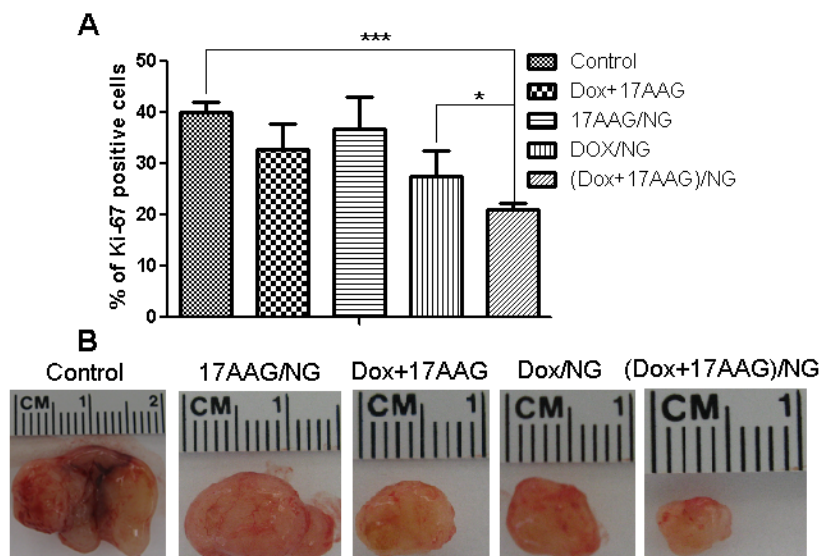 A
***
*
% of Ki-67 positive cells
50
40
30
20
10
0
Control
Dox+17AAG
17AAG/NG
DOX/NG
(Dox+17AAG)/NG
B
Control 17AAG/NG Dox+17AAG Dox/NG (Dox+17AAG)/NG
CM 1 2 CM 1 CM 1 CM 1 CM 1